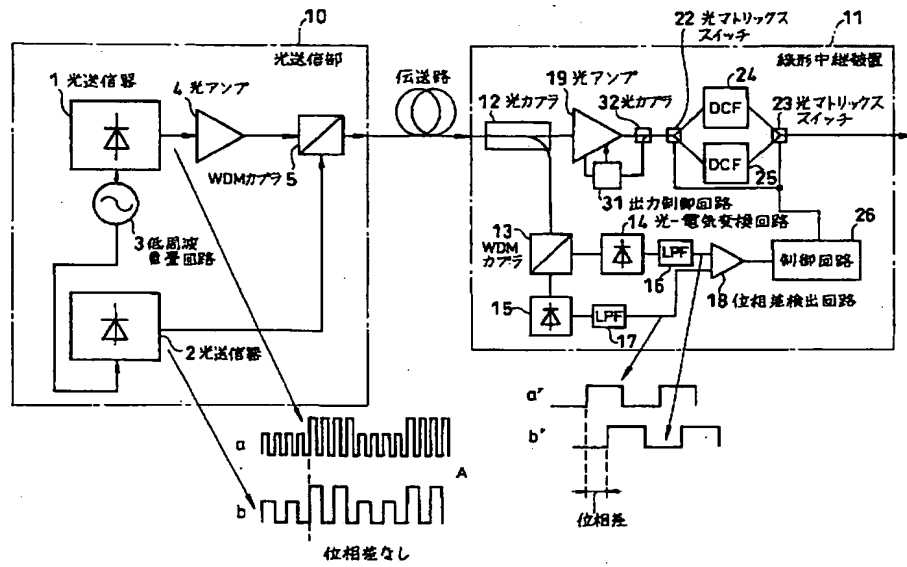 10
光送信部
1 光送信器
4 光アンプ
WDMカプラ 5
3 低周波
重畳回路
2 光送信器
伝送路
11
線形中継装置
22 光マトリックス
スイッチ
19 光アンプ
12 光カプラ
32 光カプラ
24
DCF
23 光マトリックス
スイッチ
DCF
25
31 出力制御回路
14 光-電気変換回路
13
WDM
カプラ
LPF
16
26
制御回路
18 位相差検出回路
15
LPF
17
a
A
b
位相差なし
a'
b'
位相差